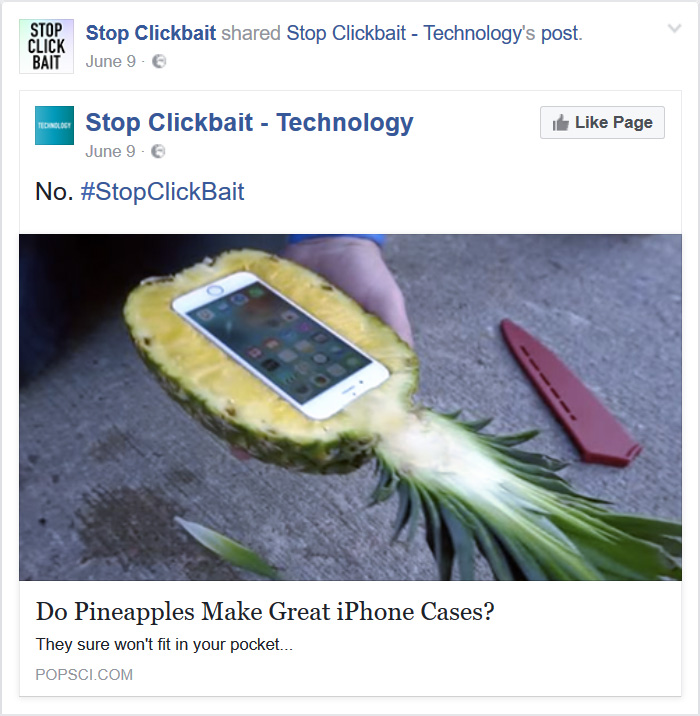 STOP
CLICK
BAIT
Stop Clickbait shared Stop Clickbait - Technology's post.
June 9 ·
TECHNOLOGY
Stop Clickbait - Technology
Like Page
June 9 ·
No. #StopClickBait
Do Pineapples Make Great iPhone Cases?
They sure won't fit in your pocket...
POPSCI.COM